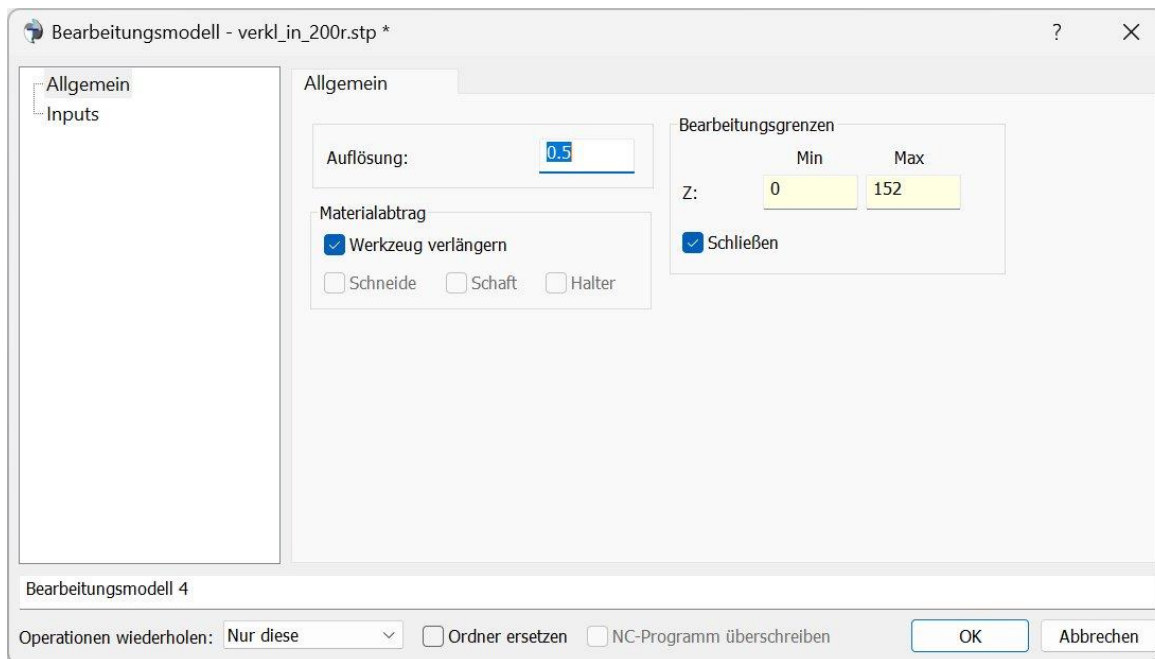 Bearbeitungsmodell - verkl_in_200r.stp *
?
Allgemein
Inputs
Allgemein
Auflösung:
0.5
Materialabtrag
Werkzeug verlängern
Schneide Schaft Halter
Bearbeitungsgrenzen
Min Max
Z: 0 152
Schließen
Bearbeitungsmodell 4
Operationen wiederholen: Nur diese Ordner ersetzen NC-Programm überschreiben OK Abbrechen